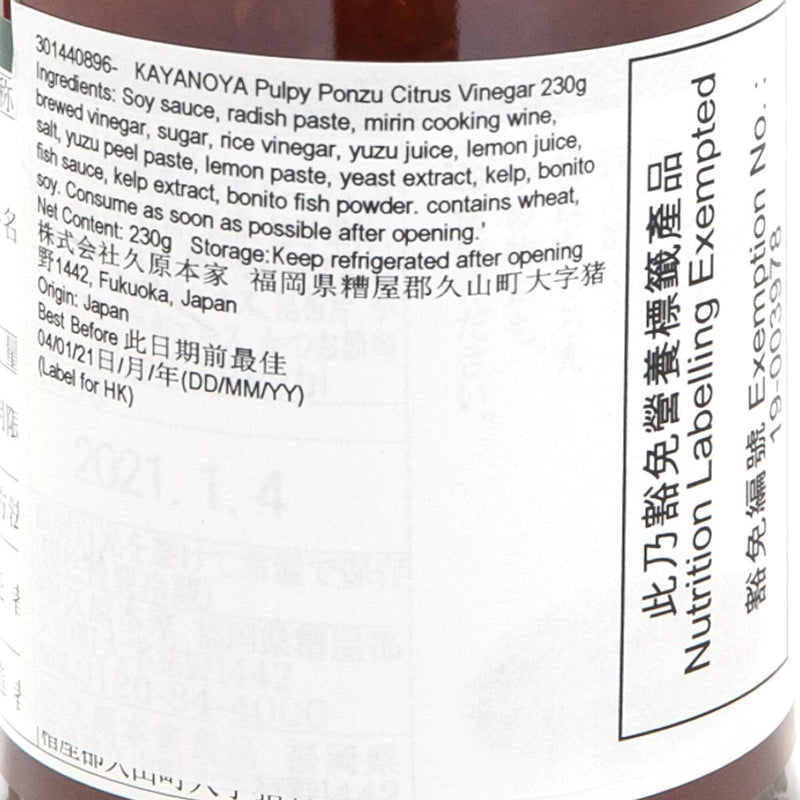 301440896- KAYANOYA Pulpy Ponzu Citrus Vinegar 230g
Ingredients: Soy sauce, radish paste, mirin cooking wine,
brewed vinegar, sugar, rice vinegar, yuzu juice, lemon juice,
salt, yuzu peel paste, lemon paste, yeast extract, kelp, bonito
fish sauce, kelp extract, bonito fish powder. contains wheat,
soy. Consume as soon as possible after opening.'
Net Content: 230g Storage:Keep refrigerated after opening
株式会社久原本家 福岡県糟屋郡久山町大字猪
野1442, Fukuoka, Japan
Origin: Japan
Best Before 此日期前最佳
04/01/21日/月/年(DD/MM/YY)
(Label for HK)
此乃豁免營養標籤產品
Nutrition Labelling Exempted
豁免編號 Exemption No. :
19-003978
2021. 1. 4